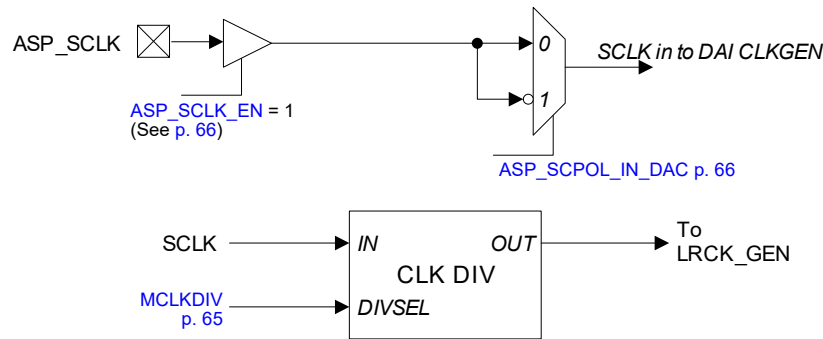 ASP_SCLK
0
SCLK in to DAI CLKGEN
1
ASP_SCLK_EN = 1
(See p. 66)
ASP_SCPOL_IN_DAC p. 66
SCLK
IN
OUT
To
LRCK_GEN
CLK DIV
MCLKDIV
p. 65
DIVSEL